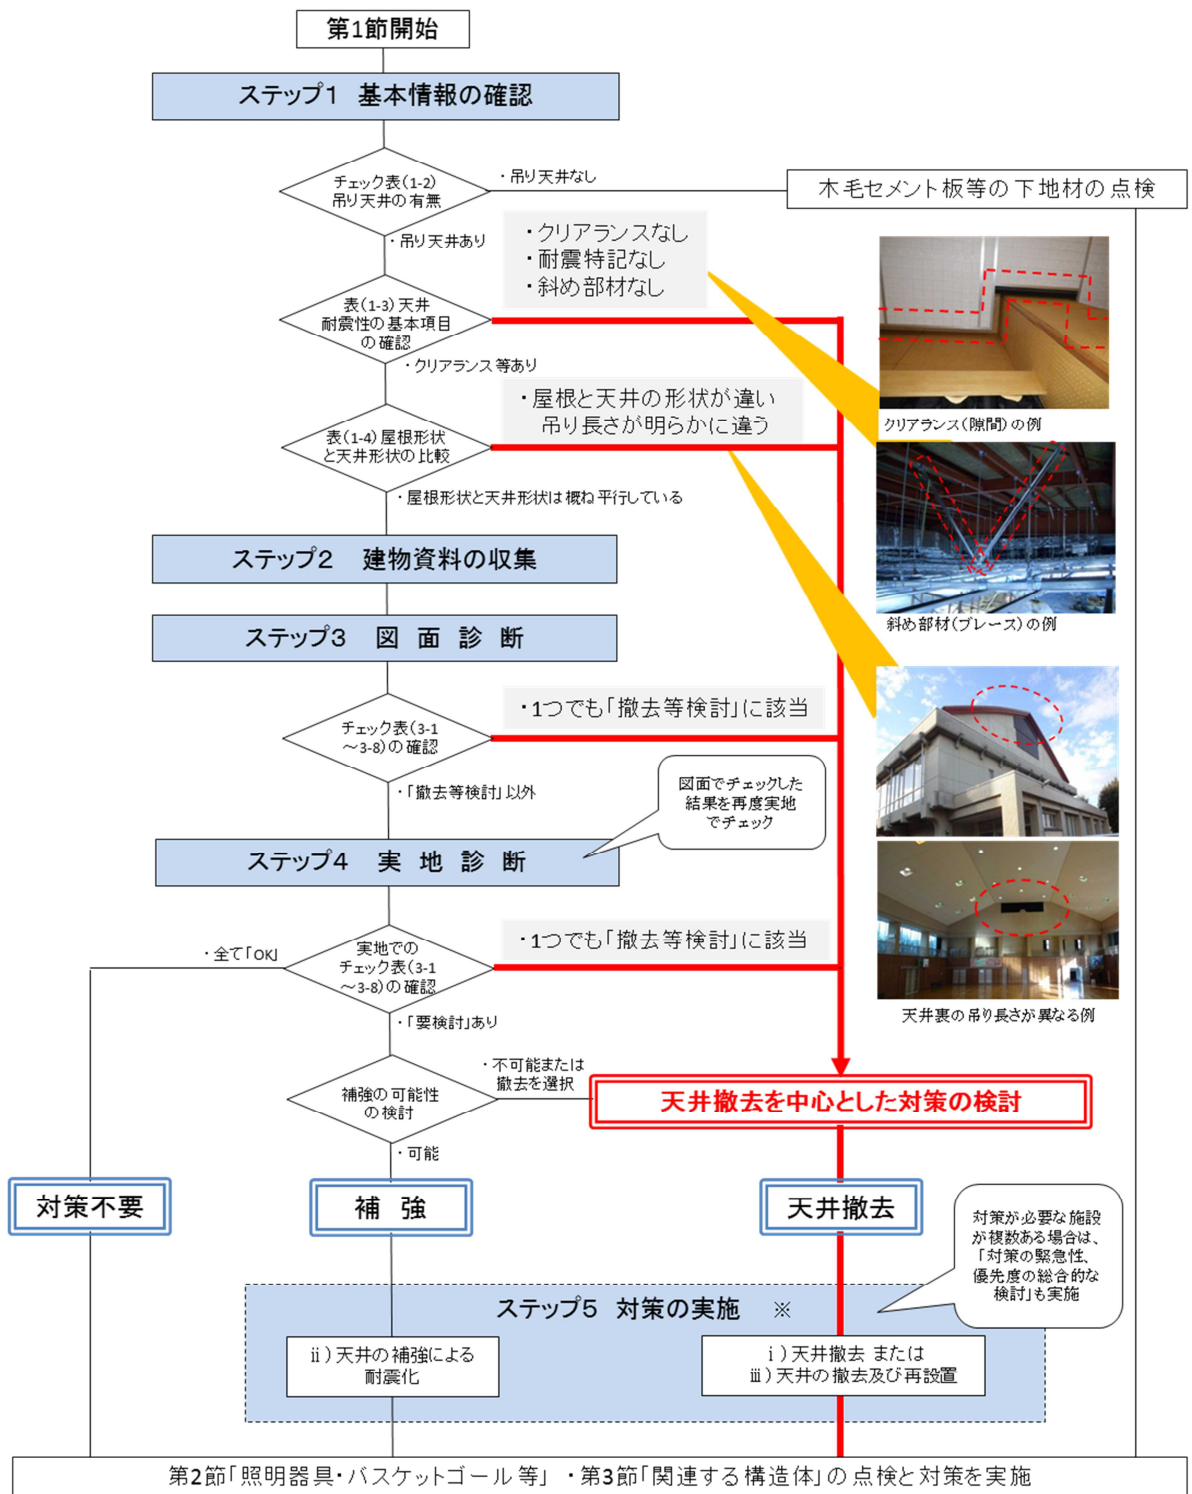 第1節開始
ステップ1 基本情報の確認
チェック表(1-2)
吊り天井の有無
・吊り天井なし
木毛セメント板等の下地材の点検
・吊り天井あり
・クリアランスなし
・耐震特記なし
・斜め部材なし
表(1-3)天井
耐震性の基本項目
の確認
・クリアランス等あり
クリアランス(隙間)の例
・屋根と天井の形状が違い
吊り長さが明らかに違う
表(1-4)屋根形状
と天井形状の比較
・屋根形状と天井形状は概ね平行している
斜め部材(ブレース)の例
ステップ2 建物資料の収集
ステップ3 図 面 診 断
・1つでも「撤去等検討」に該当
チェック表(3-1
～3-8)の確認
・「撤去等検討」以外
図面でチェックした
結果を再度実地
でチェック
ステップ4 実 地 診 断
・1つでも「撤去等検討」に該当
・全て「OK」
実地での
チェック表(3-1
～3-8)の確認
天井裏の吊り長さが異なる例
・「要検討」あり
・不可能または
撤去を選択
補強の可能性
の検討
天井撤去を中心とした対策の検討
・可能
対策不要
補 強
天井撤去
対策が必要な施設
が複数ある場合は、
「対策の緊急性、
優先度の総合的な
検討」も実施
ステップ5 対策の実施 ※
ⅱ)天井の補強による
耐震化
ⅰ)天井撤去 または
ⅲ)天井の撤去及び再設置
第2節「照明器具・バスケットゴール等」 ・第3節「関連する構造体」の点検と対策を実施